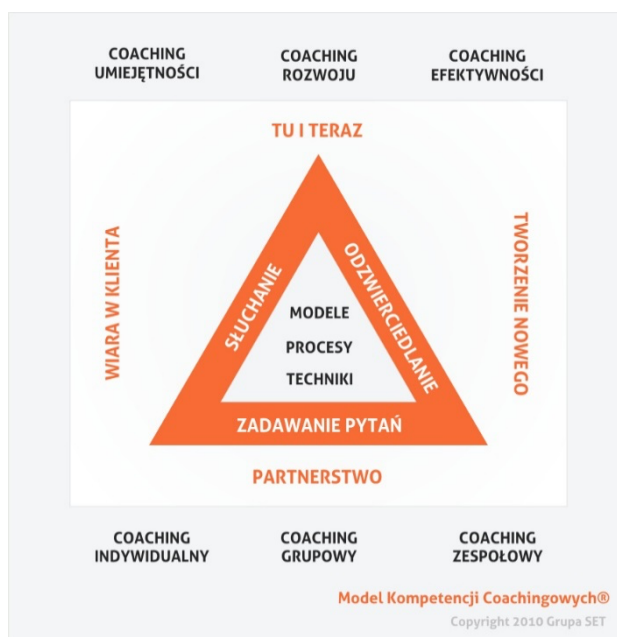 COACHING
UMIEJĘTNOŚCI
COACHING
ROZWOJU
COACHING
EFEKTYWNOŚCI
TU I TERAZ
WIARA W KLIENTA
SŁUCHANIE
ODZWIERCIEDLANIE
TWORZENIE NOWEGO
MODELE
PROCESY
TECHNIKI
ZADAWANIE PYTAŃ
PARTNERSTWO
COACHING
INDYWIDUALNY
COACHING
GRUPOWY
COACHING
ZESPOŁOWY
Model Kompetencji Coachingowych®
Copyright 2010 Grupa SET